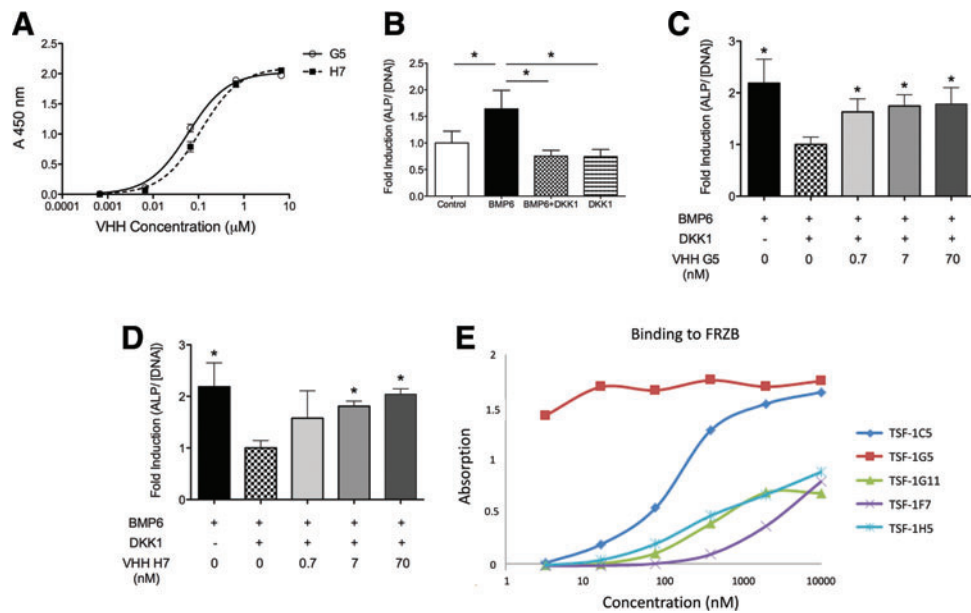 A
G5
H7
A 450 nm
2.5
2.0
1.5
1.0
0.5
0.0
0.0001 0.001 0.01 0.1 1 10
VHH Concentration (μM)
B
Fold Induction (ALP/ [DNA])
2.5
2.0
1.5
1.0
0.5
0.0
* * *
Control BMP6 BMP6+DKK1 DKK1
C
Fold Induction (ALP/ [DNA])
3
2
1
0
* * * *
BMP6 + + + + +
DKK1 - + + + +
VHH G5 0 0 0.7 7 70
(nM)
D
Fold Induction (ALP/ [DNA])
3
2
1
0
* * *
BMP6 + + + + +
DKK1 - + + + +
VHH H7 0 0 0.7 7 70
(nM)
E
Binding to FRZB
Absorption
2
1.5
1
0.5
0
1 10 100 1000 10000
Concentration (nM)
TSF-1C5
TSF-1G5
TSF-1G11
TSF-1F7
TSF-1H5